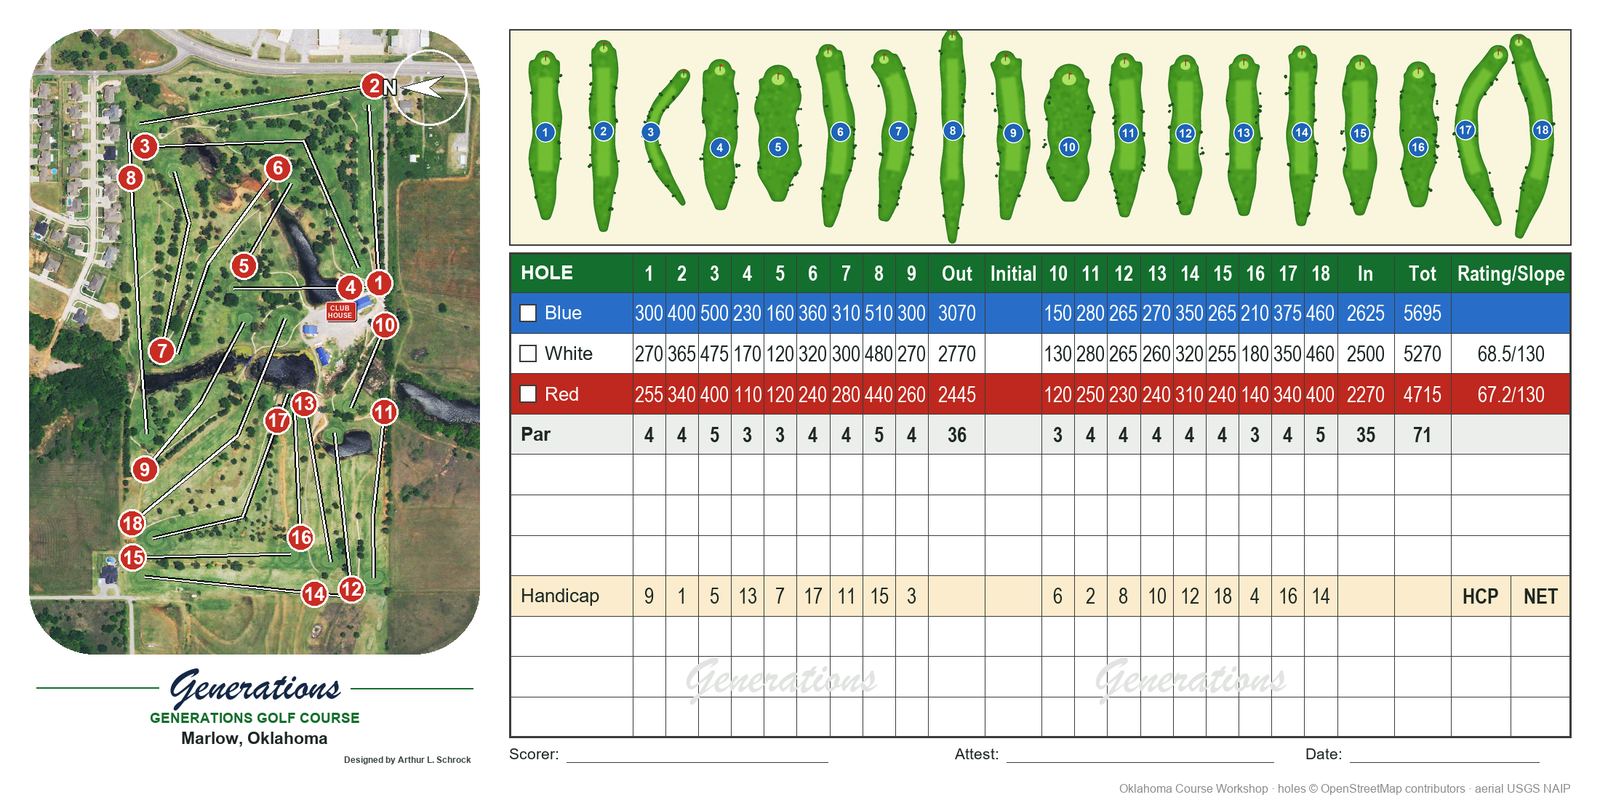 N
2
3
8
6
5
4
1
CLUB
HOUSE
10
7
13
11
17
9
18
16
15
14
12
Generations
GENERATIONS GOLF COURSE
Marlow, Oklahoma
Designed by Arthur L. Schrock
1 2 3 4 5 6 7 8 9 10 11 12 13 14 15 16 17 18
HOLE 1 2 3 4 5 6 7 8 9 Out Initial 10 11 12 13 14 15 16 17 18 In Tot Rating/Slope
Blue 300 400 500 230 160 360 310 510 300 3070 150 280 265 270 350 265 210 375 460 2625 5695
White 270 365 475 170 120 320 300 480 270 2770 130 280 265 260 320 255 180 350 460 2500 5270 68.5/130
Red 255 340 400 110 120 240 280 440 260 2445 120 250 230 240 310 240 140 340 400 2270 4715 67.2/130
Par 4 4 5 3 3 4 4 5 4 36 3 4 4 4 4 4 3 4 5 35 71
Handicap 9 1 5 13 7 17 11 15 3 6 2 8 10 12 18 4 16 14 HCP NET
Generations Generations
Scorer: Attest: Date:
Oklahoma Course Workshop · holes © OpenStreetMap contributors · aerial USGS NAIP